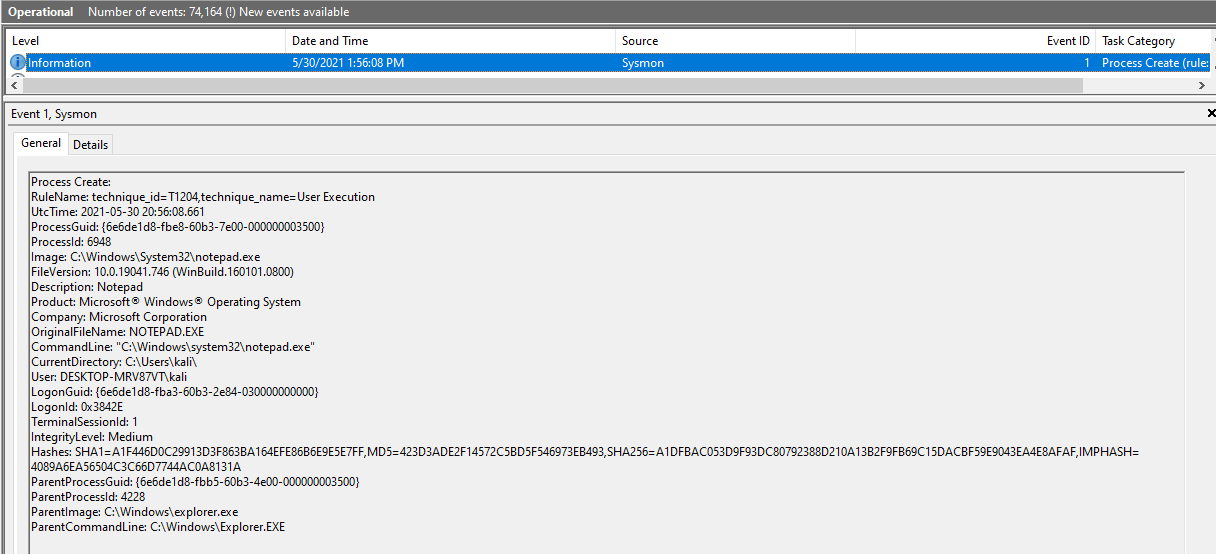 Operational Number of events: 74,164 (!) New events available
Level Date and Time Source Event ID Task Category
Information 5/30/2021 1:56:08 PM Sysmon 1 Process Create (rule:
Event 1, Sysmon
General Details
Process Create:
RuleName: technique_id=T1204,technique_name=User Execution
UtcTime: 2021-05-30 20:56:08.661
ProcessGuid: {6e6de1d8-fbe8-60b3-7e00-000000003500}
ProcessId: 6948
Image: C:\Windows\System32\notepad.exe
FileVersion: 10.0.19041.746 (WinBuild.160101.0800)
Description: Notepad
Product: Microsoft® Windows® Operating System
Company: Microsoft Corporation
OriginalFileName: NOTEPAD.EXE
CommandLine: "C:\Windows\system32\notepad.exe"
CurrentDirectory: C:\Users\kali\
User: DESKTOP-MRV87VT\kali
LogonGuid: {6e6de1d8-fba3-60b3-2e84-030000000000}
LogonId: 0x3842E
TerminalSessionId: 1
IntegrityLevel: Medium
Hashes: SHA1=A1F446D0C29913D3F863BA164EFE86B6E9E5E7FF,MD5=423D3ADE2F14572C5BD5F546973EB493,SHA256=A1DFBAC053D9F93DC80792388D210A13B2F9FB69C15DACBF59E9043EA4E8AFAF,IMPHASH=
4089A6EA56504C3C66D7744AC0A8131A
ParentProcessGuid: {6e6de1d8-fbb5-60b3-4e00-000000003500}
ParentProcessId: 4228
ParentImage: C:\Windows\explorer.exe
ParentCommandLine: C:\Windows\Explorer.EXE